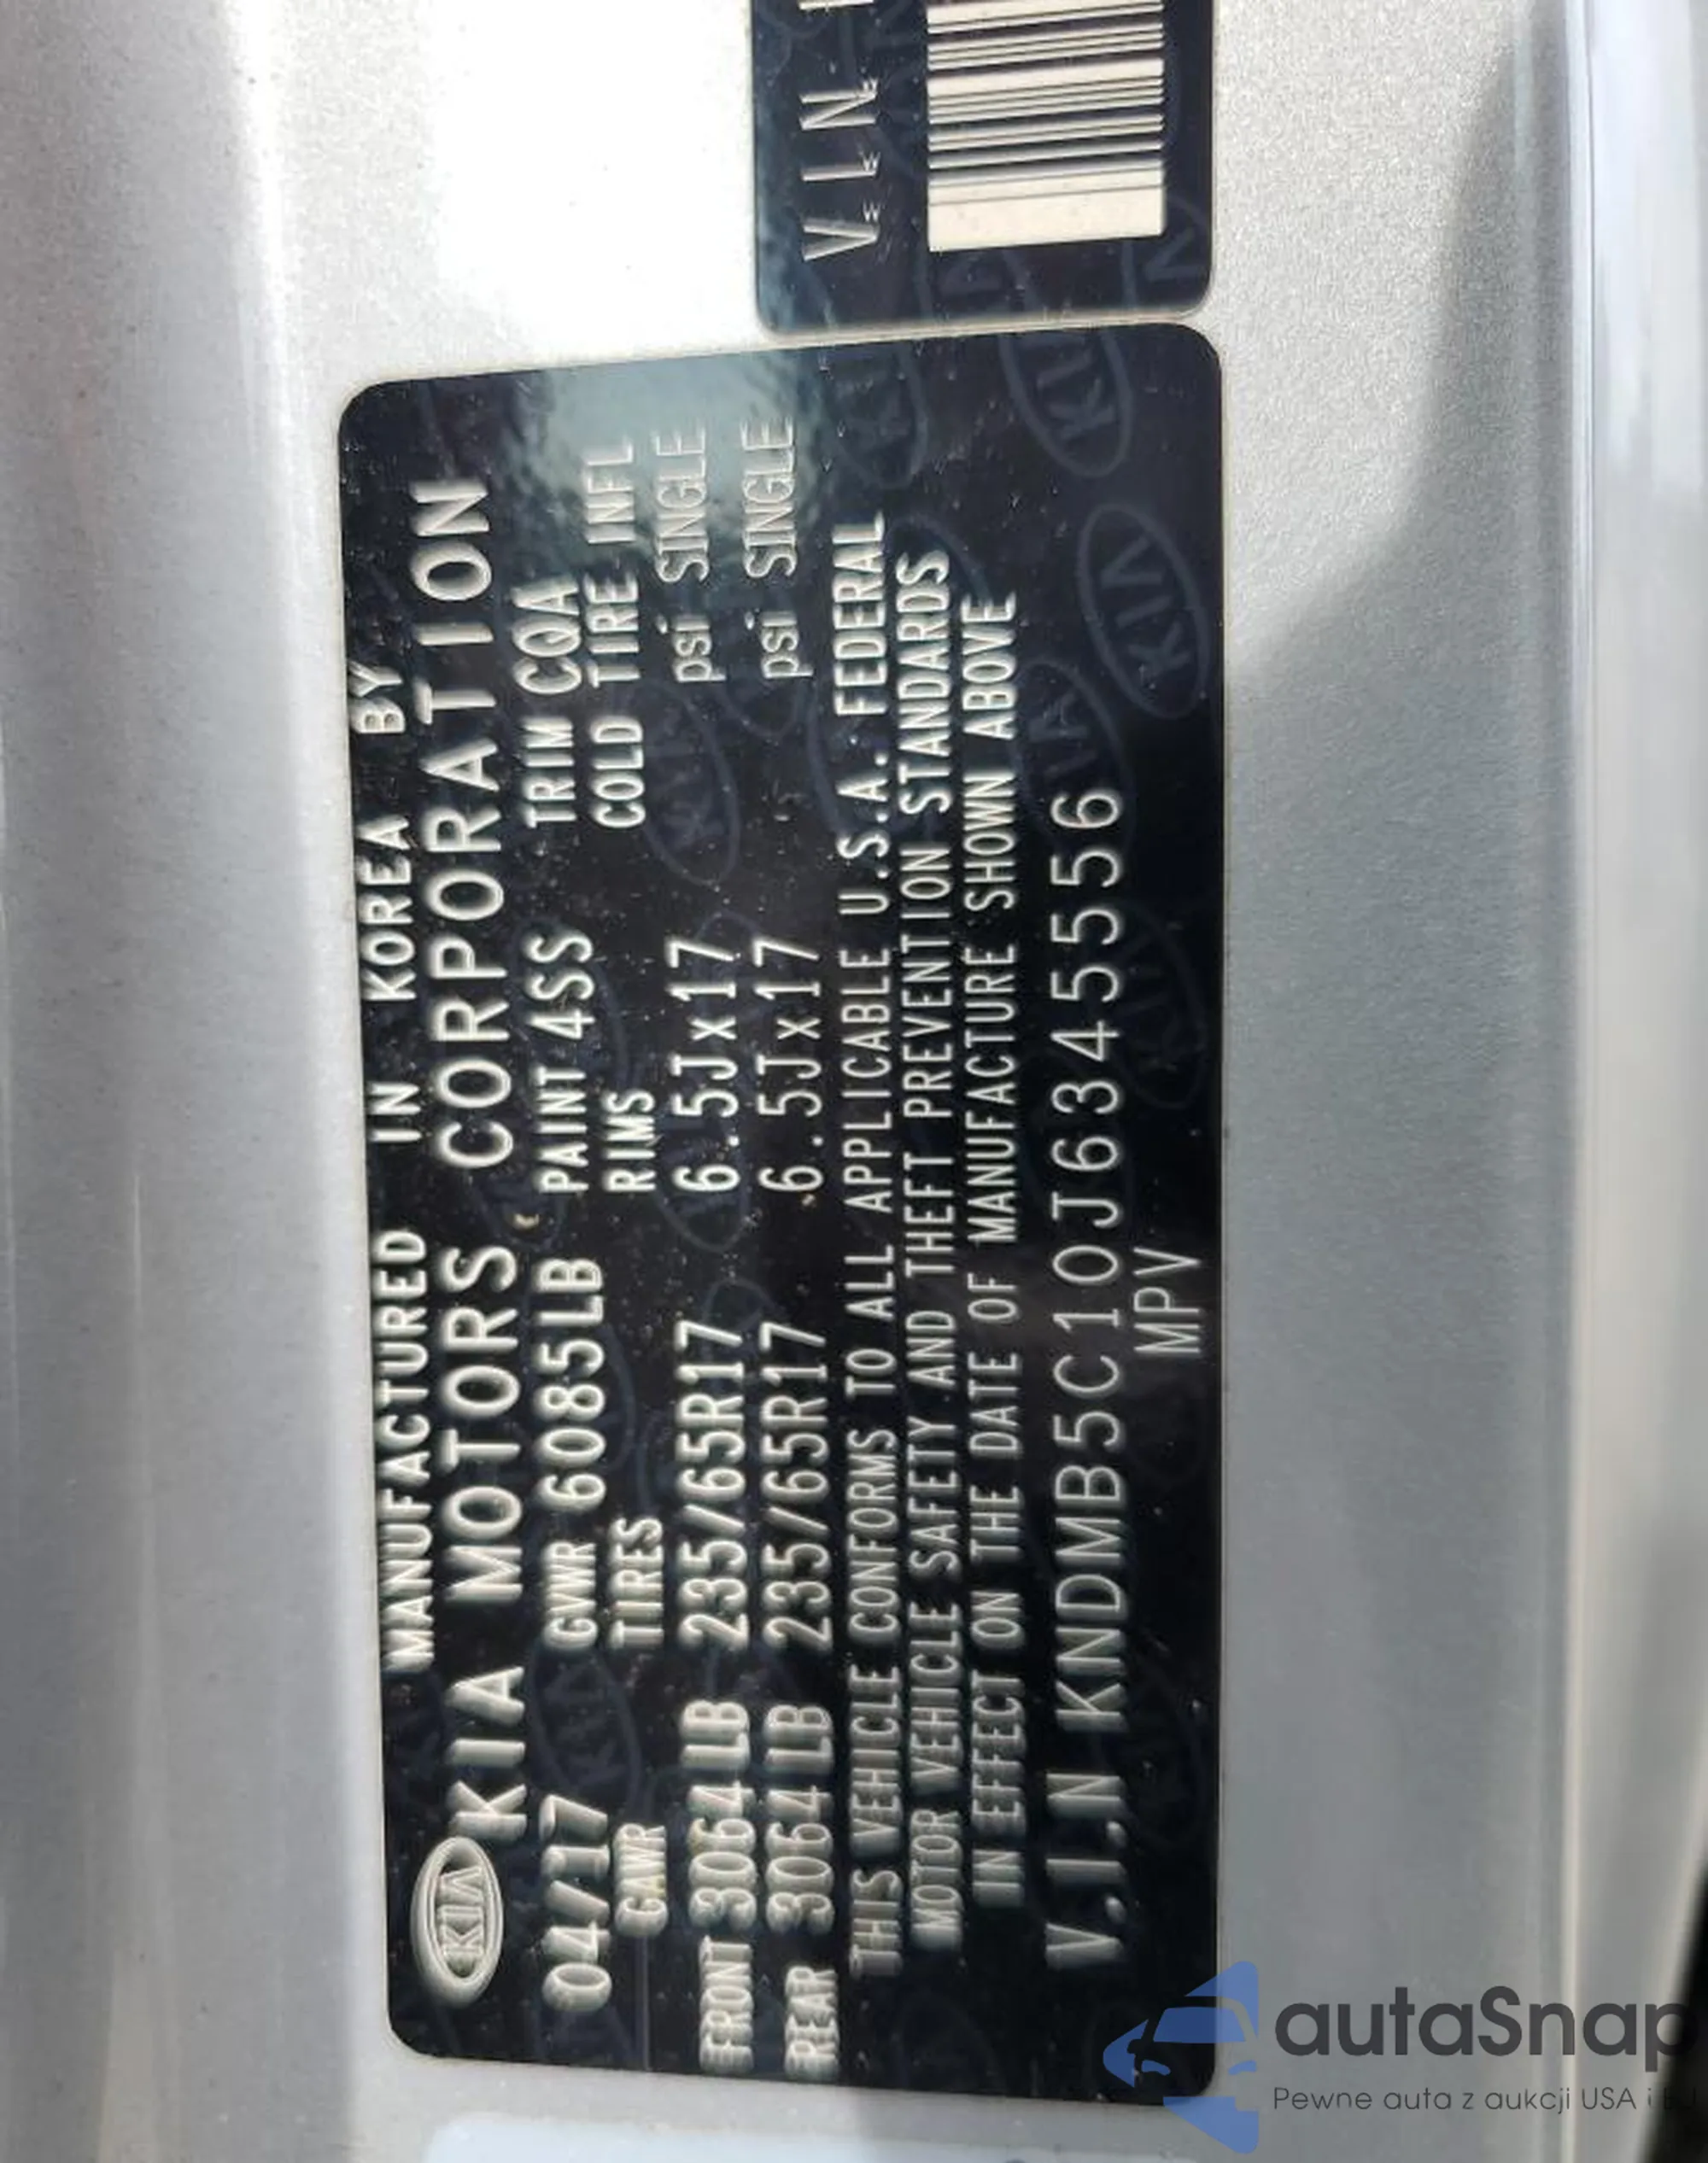 V.I.N.
MANUFACTURED IN KOREA BY
KIA KIA MOTORS CORPORATION
04/17 GVWR 6085LB PAINT 4SS TRIM CQA
GAWR TIRES RIMS COLD TIRE INFL
FRONT 3064LB 235/65R17 6.5Jx17 psi SINGLE
REAR 3064LB 235/65R17 6.5Jx17 psi SINGLE
THIS VEHICLE CONFORMS TO ALL APPLICABLE U.S.A. FEDERAL
MOTOR VEHICLE SAFETY AND THEFT PREVENTION STANDARDS
IN EFFECT ON THE DATE OF MANUFACTURE SHOWN ABOVE
V.I.N KNDMB5C10J6345556
MPV
autaSnap
Pewne auta z aukcji USA i